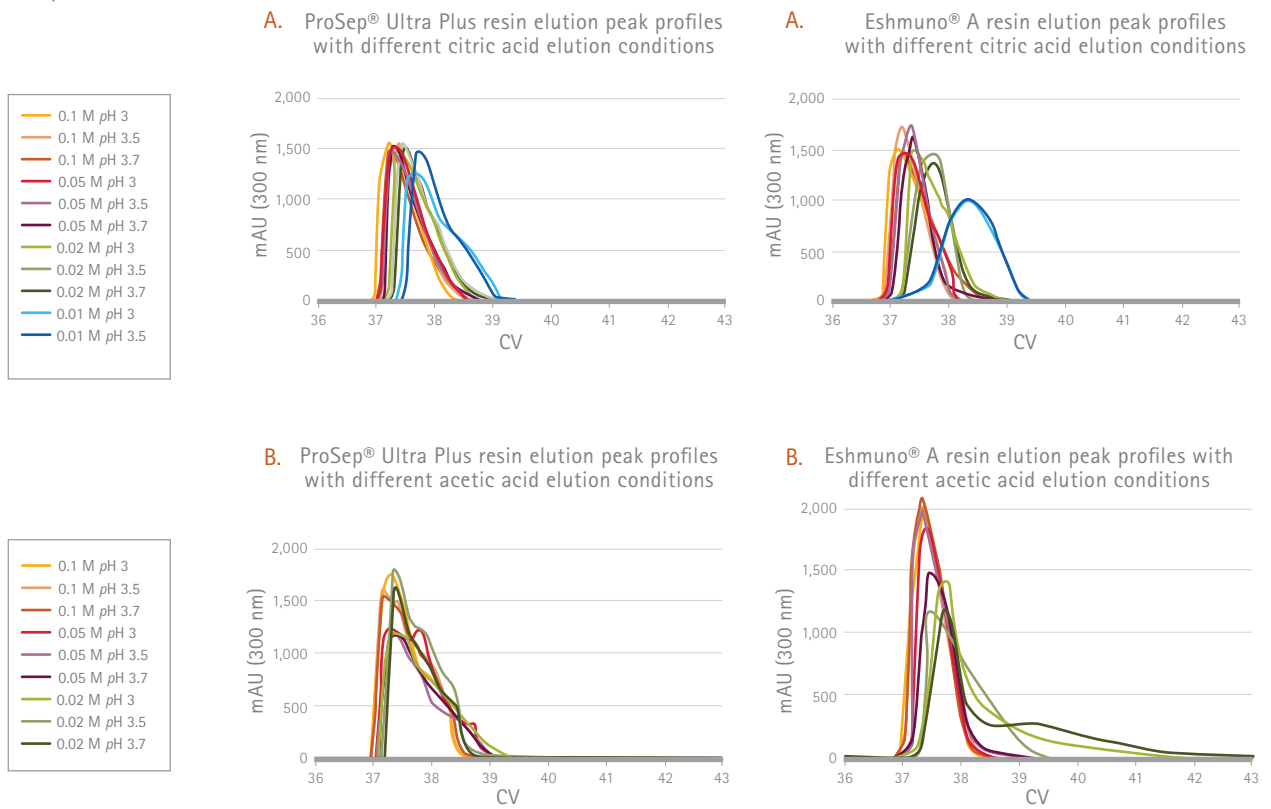 A. ProSep® Ultra Plus resin elution peak profiles
with different citric acid elution conditions
A. Eshmuno® A resin elution peak profiles
with different citric acid elution conditions
0.1 M pH 3
0.1 M pH 3.5
0.1 M pH 3.7
0.05 M pH 3
0.05 M pH 3.5
0.05 M pH 3.7
0.02 M pH 3
0.02 M pH 3.5
0.02 M pH 3.7
0.01 M pH 3
0.01 M pH 3.5
mAU (300 nm)
2,000
1,500
1,000
500
0
36 37 38 39 40 41 42 43
CV
mAU (300 nm)
2,000
1,500
1,000
500
0
36 37 38 39 40 41 42 43
CV
B. ProSep® Ultra Plus resin elution peak profiles
with different acetic acid elution conditions
B. Eshmuno® A resin elution peak profiles with
different acetic acid elution conditions
0.1 M pH 3
0.1 M pH 3.5
0.1 M pH 3.7
0.05 M pH 3
0.05 M pH 3.5
0.05 M pH 3.7
0.02 M pH 3
0.02 M pH 3.5
0.02 M pH 3.7
mAU (300 nm)
2,000
1,500
1,000
500
0
36 37 38 39 40 41 42 43
CV
mAU (300 nm)
2,000
1,500
1,000
500
0
36 37 38 39 40 41 42 43
CV